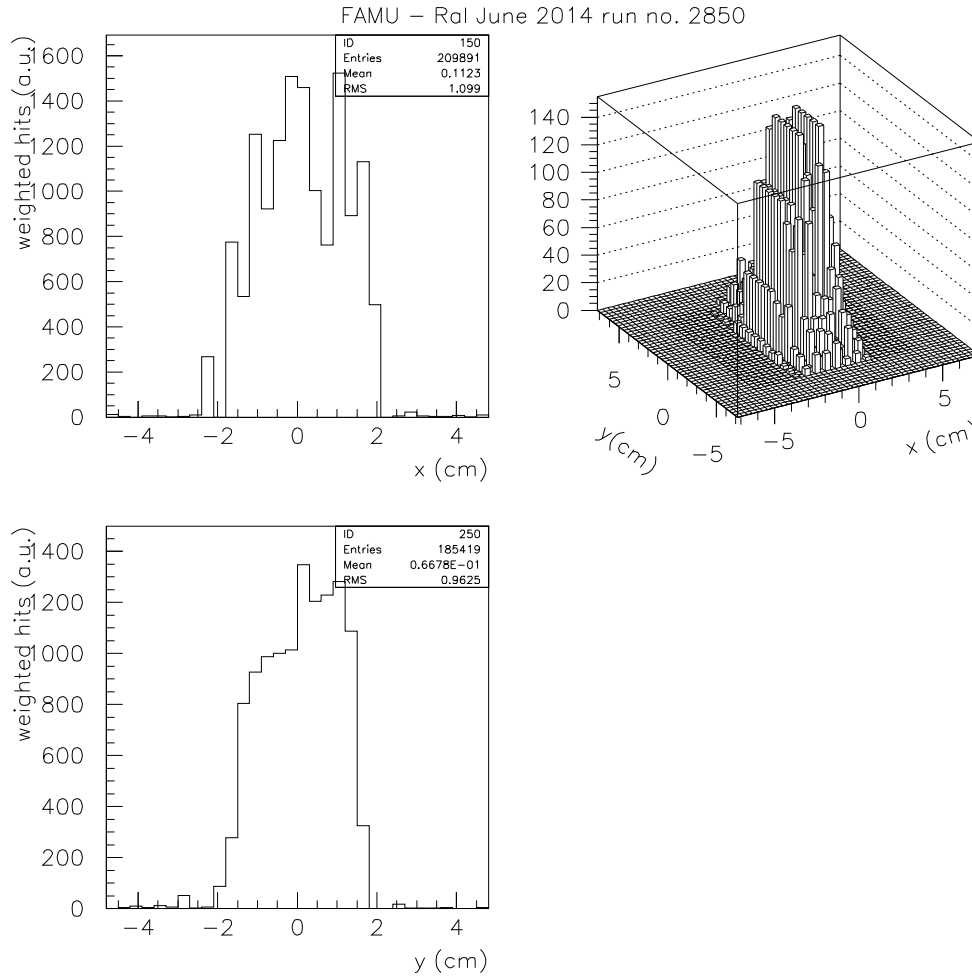 FAMU – Ral June 2014 run no. 2850
weighted hits (a.u.)
1600
1400
1200
1000
800
600
400
200
0
ID 150
Entries 209891
Mean 0.1123
RMS 1.099
−4 −2 0 2 4
x (cm)
140
120
100
80
60
40
20
0
5
0
−5
y(cm)
−5
0
5
x (cm)
weighted hits (a.u.)
1400
1200
1000
800
600
400
200
0
ID 250
Entries 185419
Mean 0.6678E−01
RMS 0.9625
−4 −2 0 2 4
y (cm)